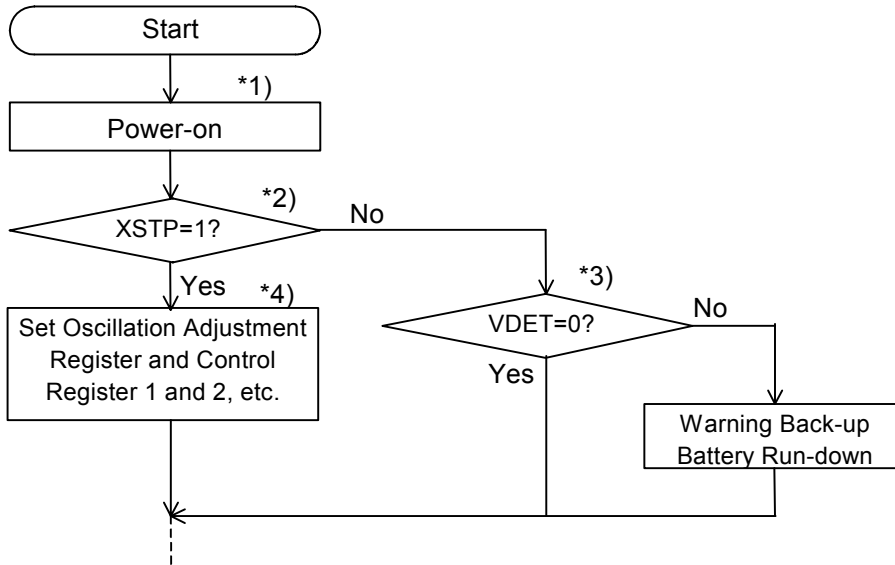 Start
*1)
Power-on
*2)
XSTP=1?
No
Yes
*4)
Set Oscillation Adjustment
Register and Control
Register 1 and 2, etc.
*3)
VDET=0?
No
Yes
Warning Back-up
Battery Run-down